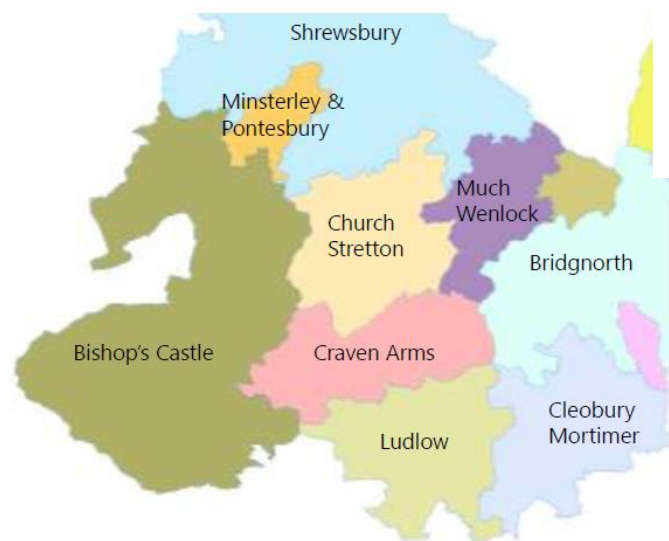 Shrewsbury
Minsterley &
Pontesbury
Much
Wenlock
Church
Stretton
Bridgnorth
Bishop's Castle
Craven Arms
Cleobury
Mortimer
Ludlow